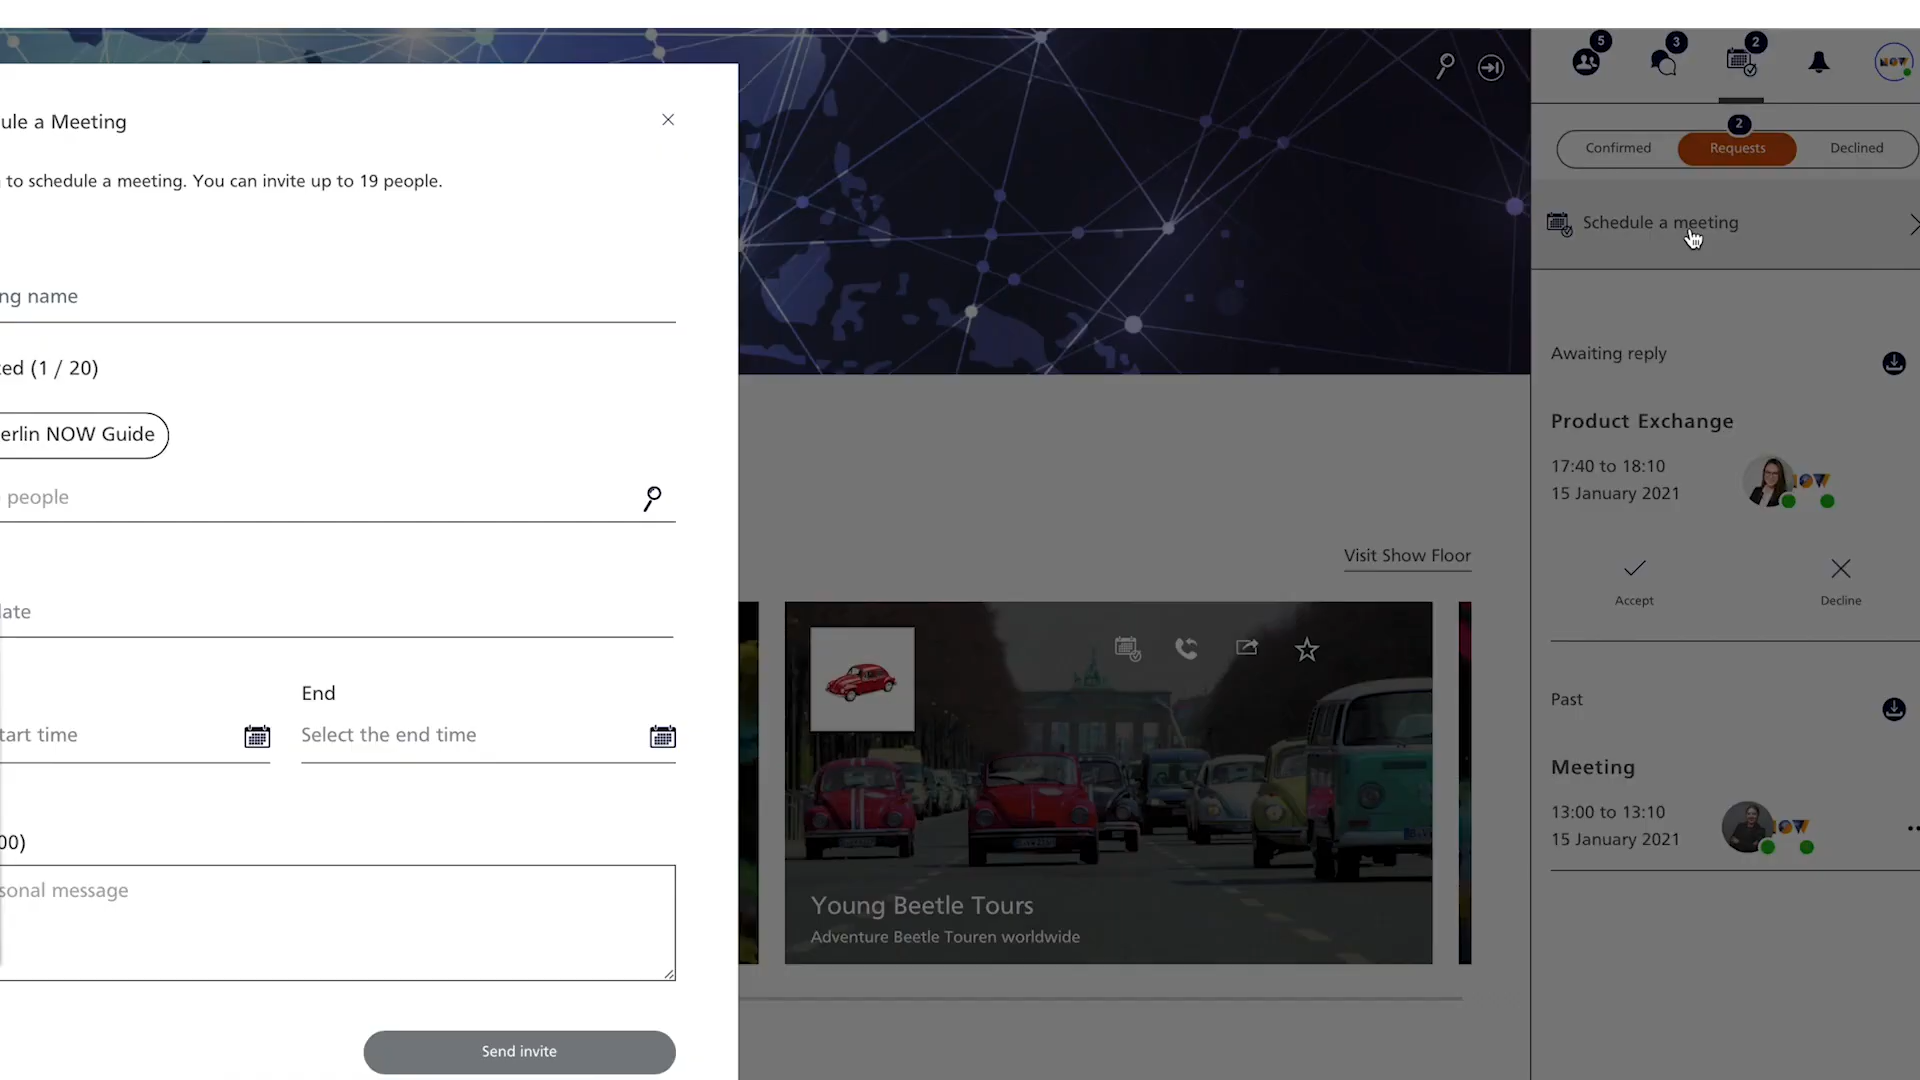 ule a Meeting
to schedule a meeting. You can invite up to 19 people.
ng name
ed (1 / 20)
erlin NOW Guide
people
late
tart time
End
Select the end time
00)
sonal message
Send invite
Visit Show Floor
Young Beetle Tours
Adventure Beetle Touren worldwide
5
3
2
NOW
2
Confirmed
Requests
Declined
Schedule a meeting
Awaiting reply
Product Exchange
17:40 to 18:10
15 January 2021
Accept
Decline
Past
Meeting
13:00 to 13:10
15 January 2021